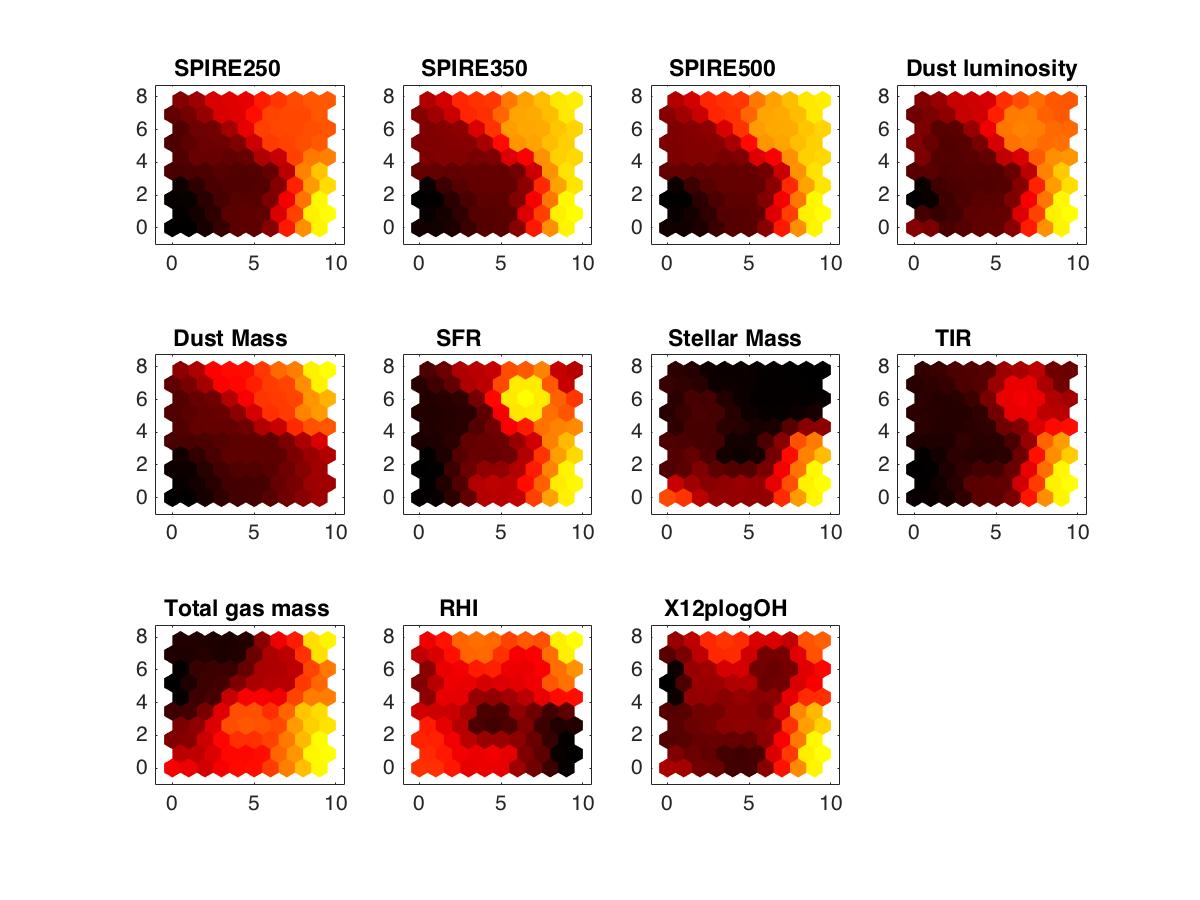 SPIRE250 SPIRE350 SPIRE500 Dust luminosity
8 8 8 8
6 6 6 6
4 4 4 4
2 2 2 2
0 0 0 0
0 5 10 0 5 10 0 5 10 0 5 10
Dust Mass SFR Stellar Mass TIR
8 8 8 8
6 6 6 6
4 4 4 4
2 2 2 2
0 0 0 0
0 5 10 0 5 10 0 5 10 0 5 10
Total gas mass RHI X12plogOH
8 8 8
6 6 6
4 4 4
2 2 2
0 0 0
0 5 10 0 5 10 0 5 10